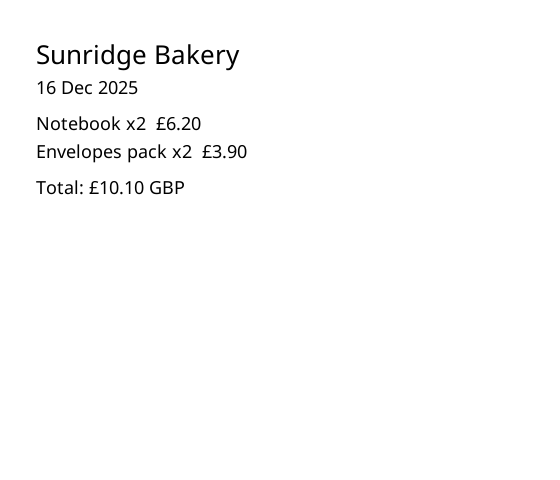 Sunridge Bakery
16 Dec 2025
Notebook x2  £6.20
Envelopes pack x2  £3.90
Total: £10.10 GBP